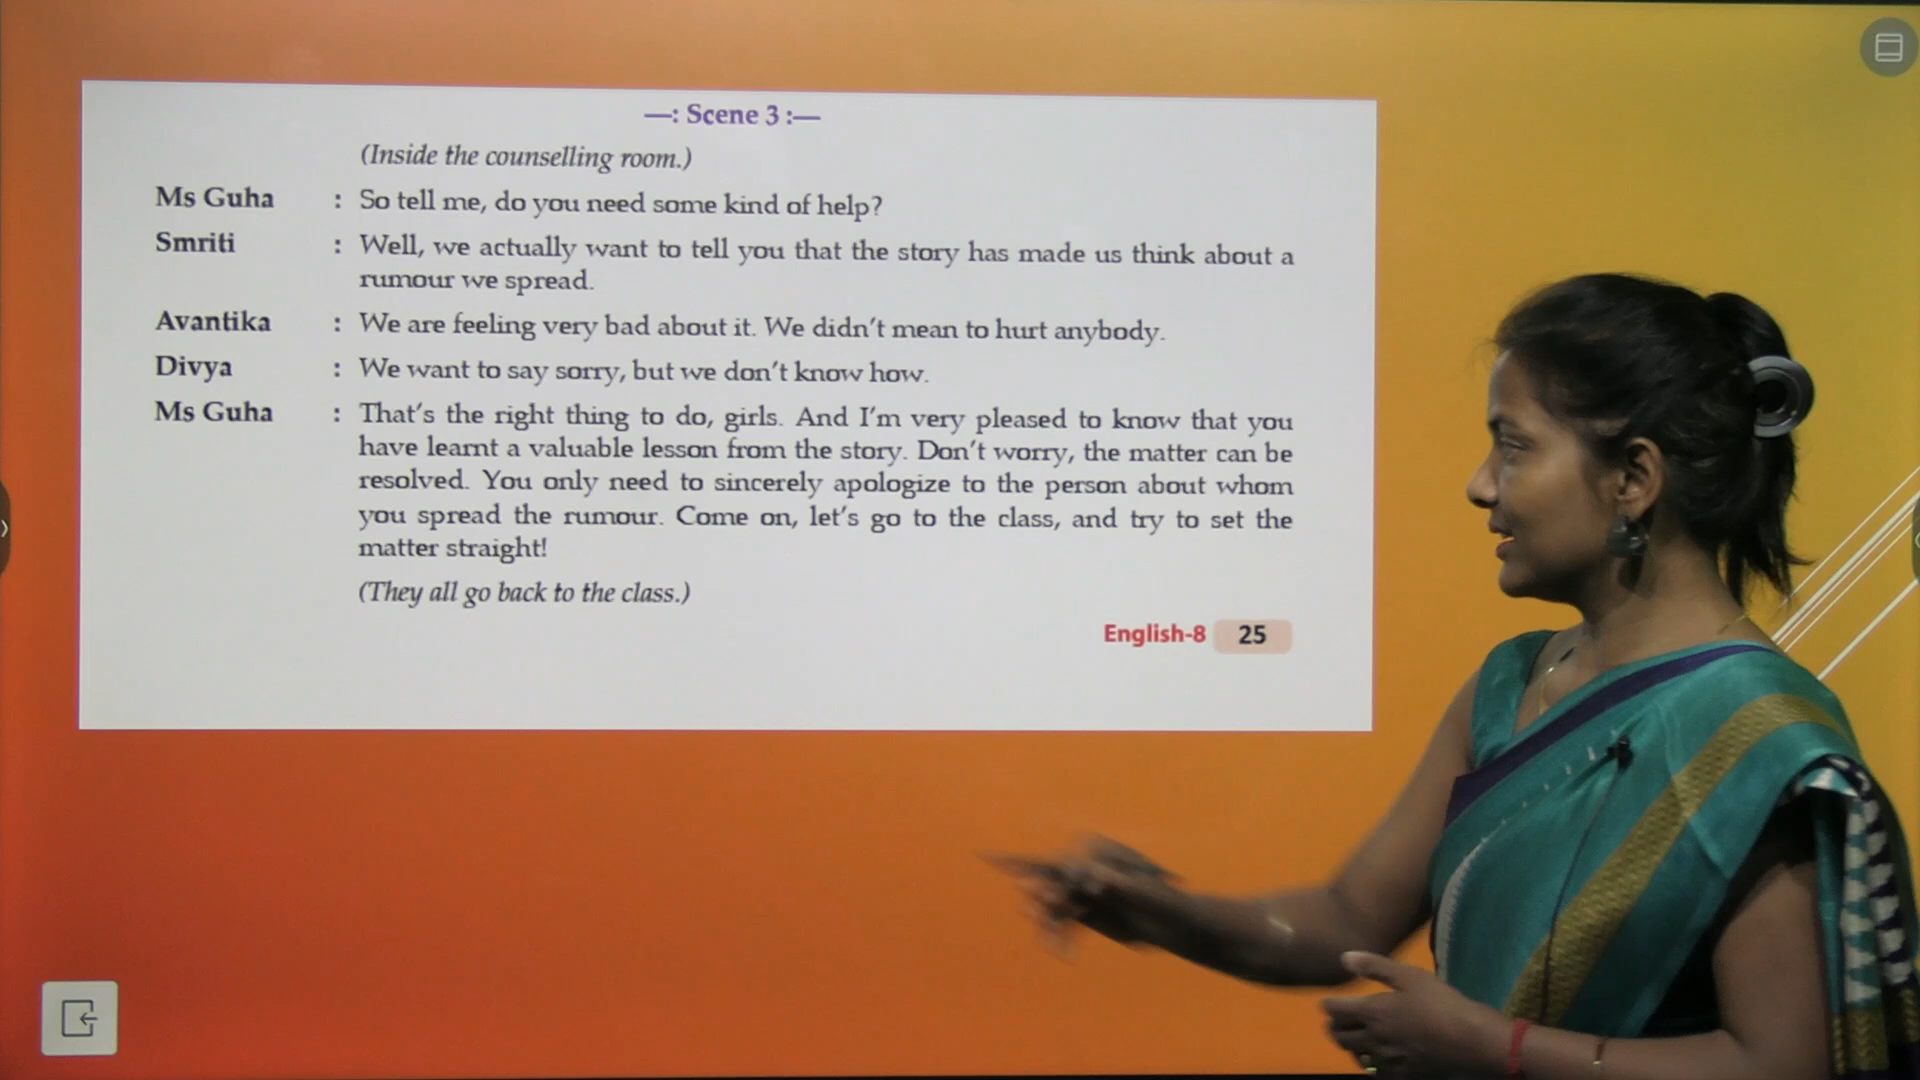 —: Scene 3 :—
(Inside the counselling room.)
Ms Guha : So tell me, do you need some kind of help?
Smriti : Well, we actually want to tell you that the story has made us think about a
rumour we spread.
Avantika : We are feeling very bad about it. We didn't mean to hurt anybody.
Divya : We want to say sorry, but we don't know how.
Ms Guha : That's the right thing to do, girls. And I'm very pleased to know that you
have learnt a valuable lesson from the story. Don't worry, the matter can be
resolved. You only need to sincerely apologize to the person about whom
you spread the rumour. Come on, let's go to the class, and try to set the
matter straight!
(They all go back to the class.)
English-8 25